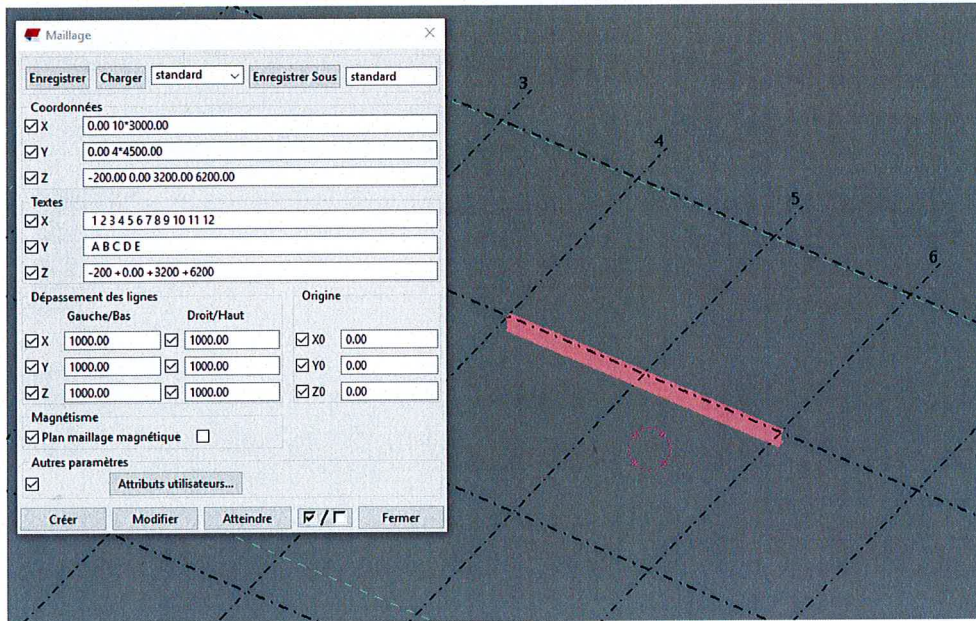 Maillage
Enregistrer Charger standard Enregistrer Sous standard
Coordonnées
X 0.00 10*3000.00
Y 0.00 4*4500.00
Z -200.00 0.00 3200.00 6200.00
Textes
X 1 2 3 4 5 6 7 8 9 10 11 12
Y A B C D E
Z -200 +0.00 +3200 +6200
Dépassement des lignes Origine
Gauche/Bas Droit/Haut
X 1000.00 1000.00 X0 0.00
Y 1000.00 1000.00 Y0 0.00
Z 1000.00 1000.00 Z0 0.00
Magnétisme
Plan maillage magnétique
Autres paramètres
Attributs utilisateurs...
Créer Modifier Atteindre / Fermer
3
4
5
6